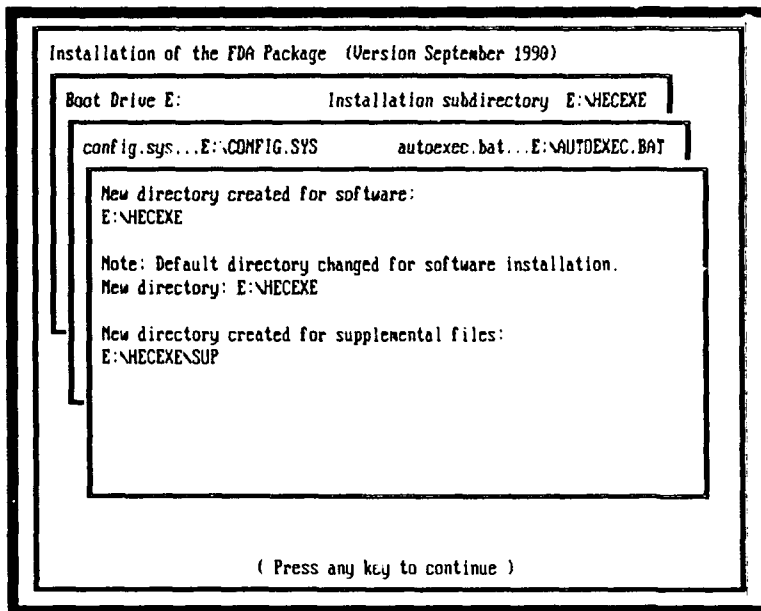 Installation of the FDA Package (Version September 1990)
Boot Drive E: Installation subdirectory E:\HECEXE
config.sys...E:\CONFIG.SYS autoexec.bat...E:\AUTOEXEC.BAT
New directory created for software:
E:\HECEXE
Note: Default directory changed for software installation.
New directory: E:\HECEXE
New directory created for supplemental files:
E:\HECEXE\SUP
( Press any key to continue )